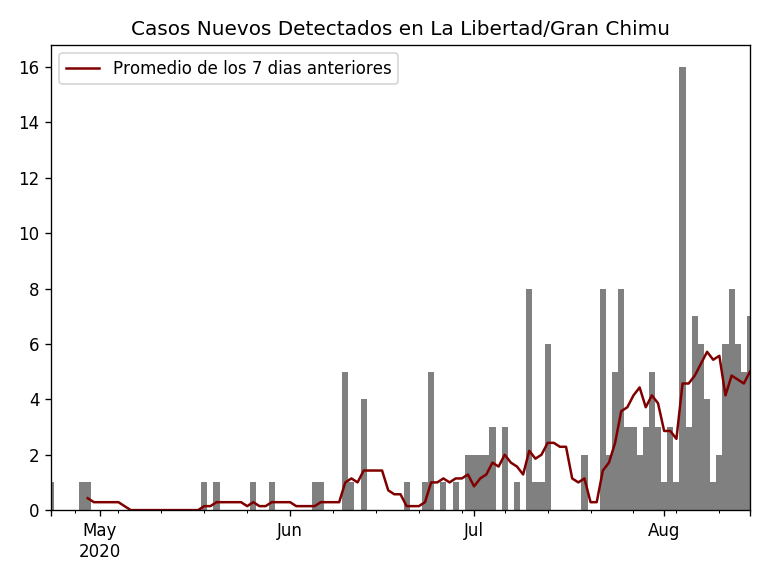 Casos Nuevos Detectados en La Libertad/Gran Chimu
Promedio de los 7 dias anteriores
16
14
12
10
8
6
4
2
0
May
2020
Jun
Jul
Aug